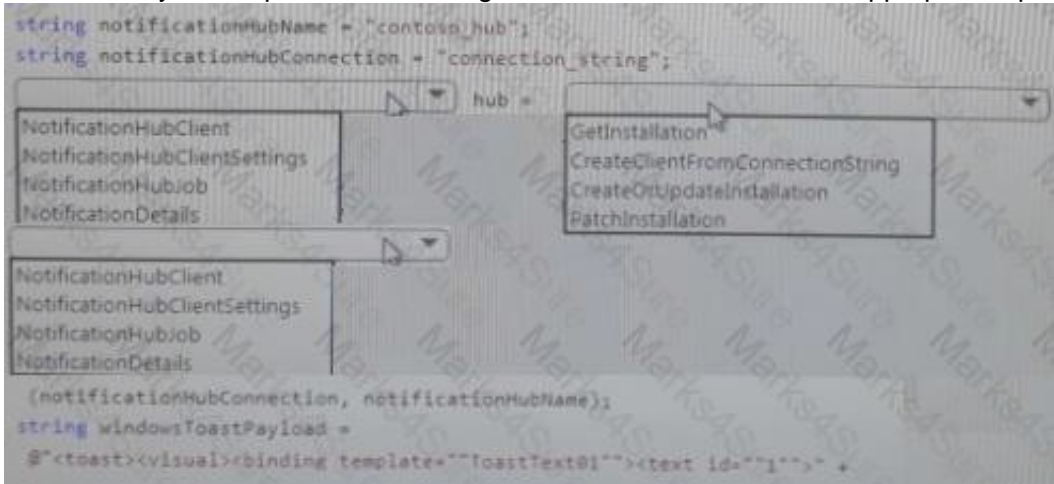 string notificationHubName = "contoso_hub";
string notificationHubConnection = "connection_string";
hub =
NotificationHubClient
NotificationHubClientSettings
NotificationHubJob
NotificationDetails
GetInstallation
CreateClientFromConnectionString
CreateOrUpdateInstallation
PatchInstallation
NotificationHubClient
NotificationHubClientSettings
NotificationHubJob
NotificationDetails
(notificationHubConnection, notificationHubName);
string windowsToastPayload =
@"<toast><visual><binding template=""ToastText01""><text id=""1"">" +
Marks4Sure